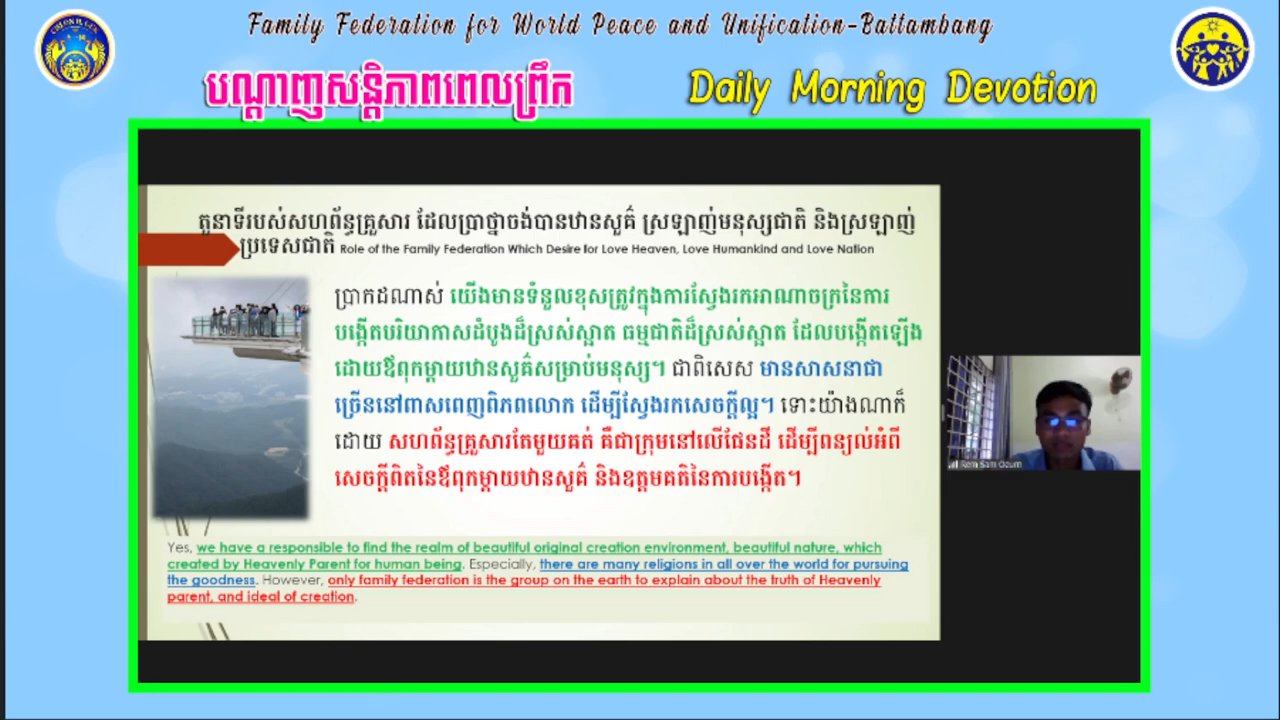 Family Federation for World Peace and Unification-Battambang
បណ្តាញសន្តិភាពពេលព្រឹក
Daily Morning Devotion
តួនាទីរបស់សហព័ន្ធគ្រួសារ ដែលប្រាថ្នាចង់បានឋានសួគ៌ ស្រឡាញ់មនុស្សជាតិ និងស្រឡាញ់
ប្រទេសជាតិ Role of the Family Federation Which Desire for Love Heaven, Love Humankind and Love Nation
ប្រាកដណាស់ យើងមានទំនួលខុសត្រូវក្នុងការស្វែងរកអាណាចក្រនៃការ
បង្កើតបរិយាកាសដំបូងដ៏ស្រស់ស្អាត ធម្មជាតិដ៏ស្រស់ស្អាត ដែលបង្កើតឡើង
ដោយឪពុកម្តាយឋានសួគ៌សម្រាប់មនុស្ស។ ជាពិសេស មានសាសនាជា
ច្រើននៅពាសពេញពិភពលោក ដើម្បីស្វែងរកសេចក្តីល្អ។ ទោះយ៉ាងណាក៏
ដោយ សហព័ន្ធគ្រួសារតែមួយគត់ គឺជាក្រុមនៅលើផែនដី ដើម្បីពន្យល់អំពី
សេចក្តីពិតនៃឪពុកម្តាយឋានសួគ៌ និងឧត្តមគតិនៃការបង្កើត។
Yes, we have a responsible to find the realm of beautiful original creation environment, beautiful nature, which
created by Heavenly Parent for human being. Especially, there are many religions in all over the world for pursuing
the goodness. However, only family federation is the group on the earth to explain about the truth of Heavenly
parent, and ideal of creation.
Rem Sam Oeurn